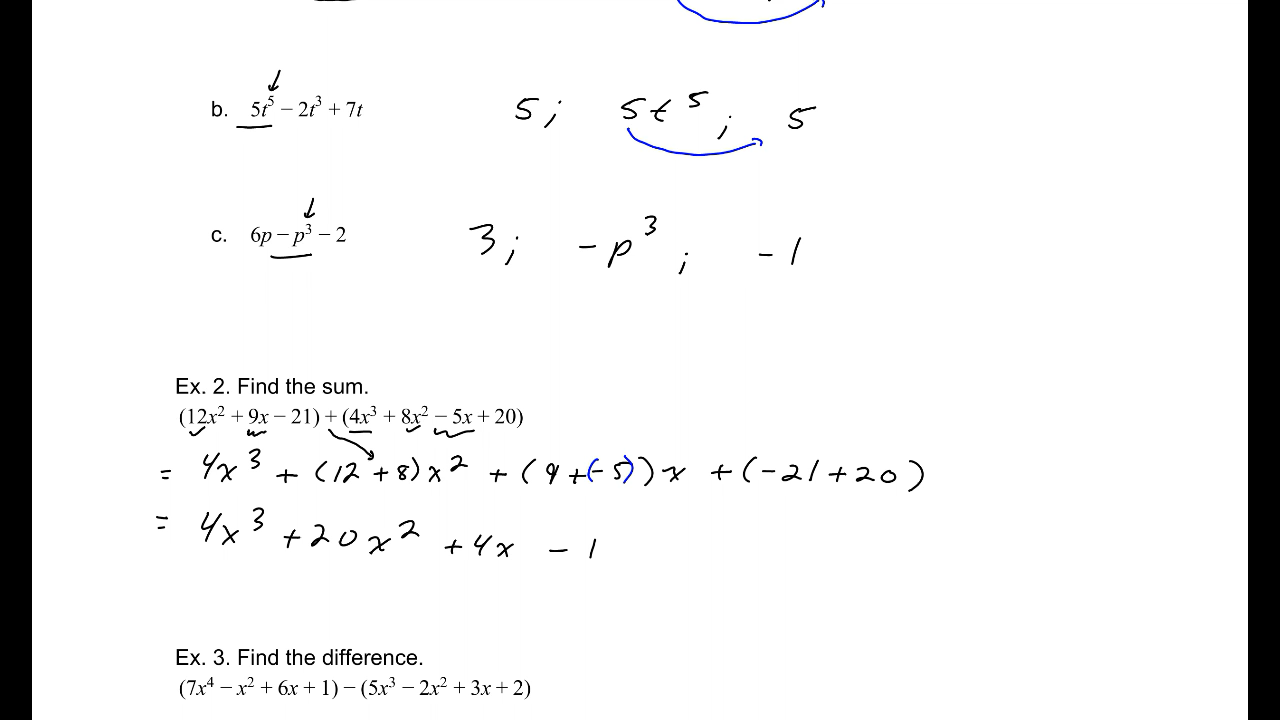 b. 5t⁵ − 2t³ + 7t 5; 5t⁵; 5
c. 6p − p³ − 2 3; -p³; -1
Ex. 2. Find the sum.
(12x² + 9x − 21) + (4x³ + 8x² − 5x + 20)
= 4x³ + (12+8)x² + (9+(-5))x + (-21+20)
= 4x³ + 20x² + 4x - 1
Ex. 3. Find the difference.
(7x⁴ − x² + 6x + 1) − (5x³ − 2x² + 3x + 2)